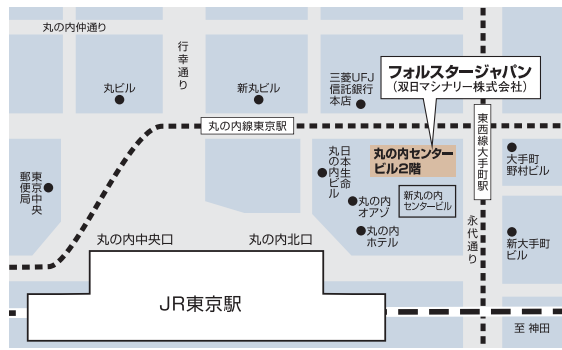 丸の内仲通り
行幸通り
丸ビル
新丸ビル
三菱UFJ
信託銀行
本店
フォルスタージャパン
（双日マシナリー株式会社）
丸の内線東京駅
東西線大手町駅
東京中央
郵便局
日本生命
丸の内ビル
丸の内センター
ビル2階
大手町
野村ビル
丸の内
オアゾ
新丸の内
センタービル
丸の内
ホテル
永代通り
新大手町
ビル
丸の内中央口
丸の内北口
JR東京駅
至 神田